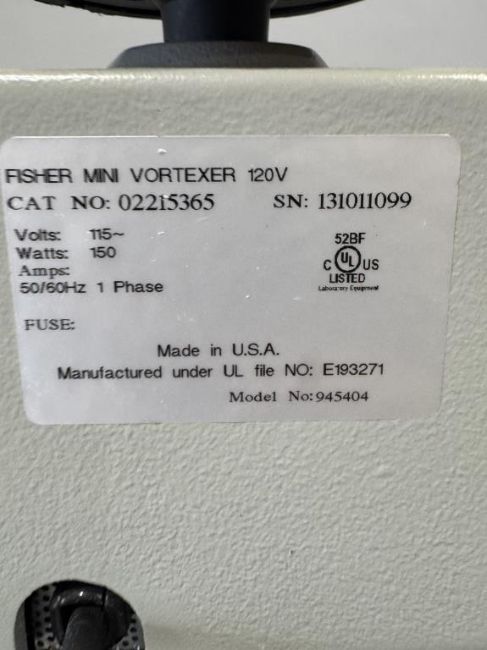 FISHER MINI VORTEXER 120V
CAT NO: 02215365 SN: 131011099
Volts: 115~
Watts: 150
Amps:
50/60Hz 1 Phase
52BF
C UL US
LISTED
Laboratory Equipment
FUSE:
Made in U.S.A.
Manufactured under UL file NO: E193271
Model No:945404